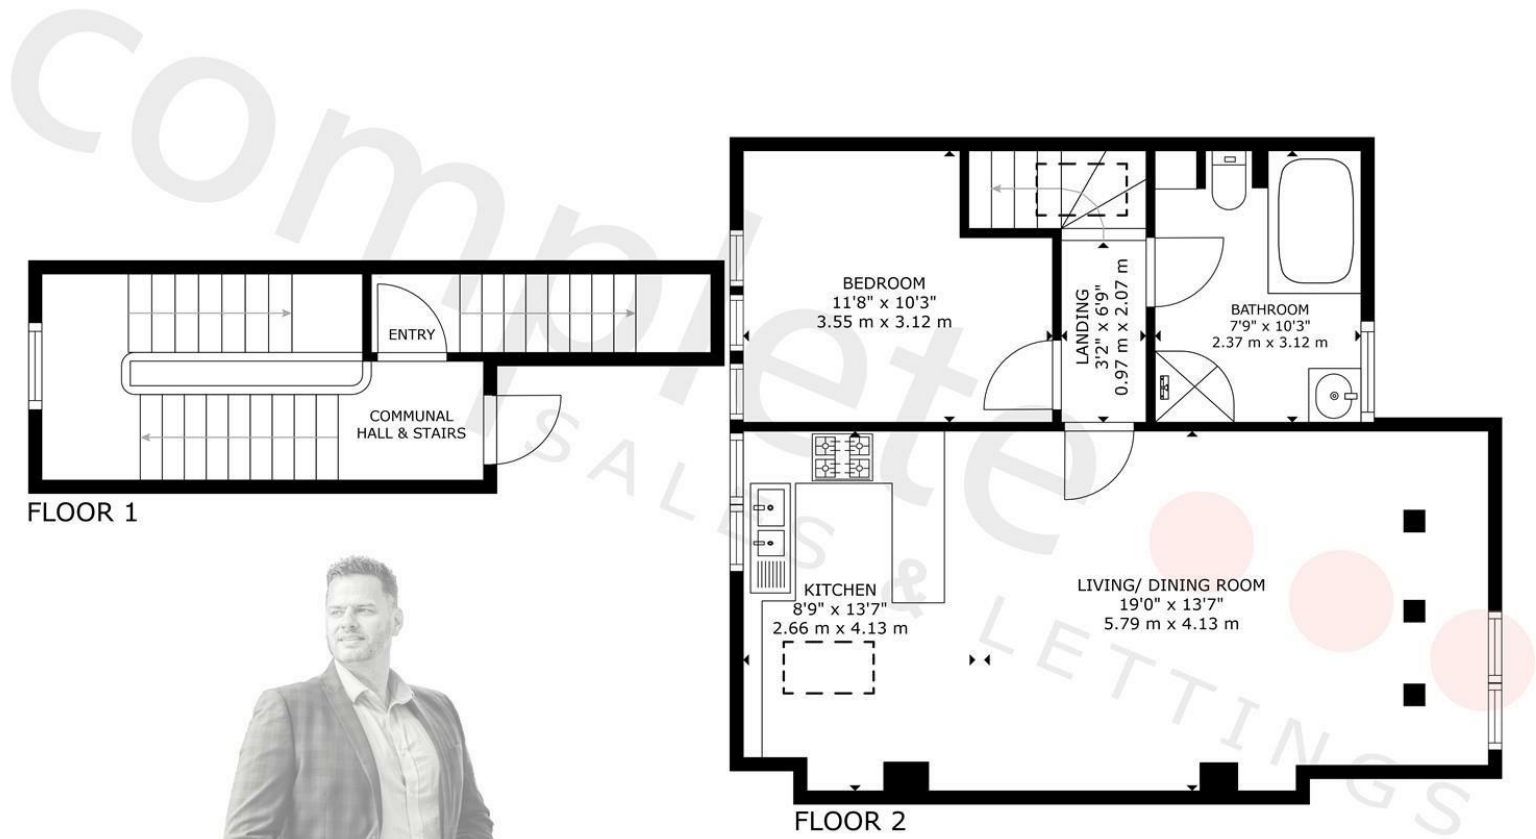 complete
SALES & LETTINGS
ENTRY
COMMUNAL
HALL & STAIRS
FLOOR 1
BEDROOM
11'8" x 10'3"
3.55 m x 3.12 m
LANDING
3'2" x 6'9"
0.97 m x 2.07 m
BATHROOM
7'9" x 10'3"
2.37 m x 3.12 m
KITCHEN
8'9" x 13'7"
2.66 m x 4.13 m
LIVING/ DINING ROOM
19'0" x 13'7"
5.79 m x 4.13 m
FLOOR 2